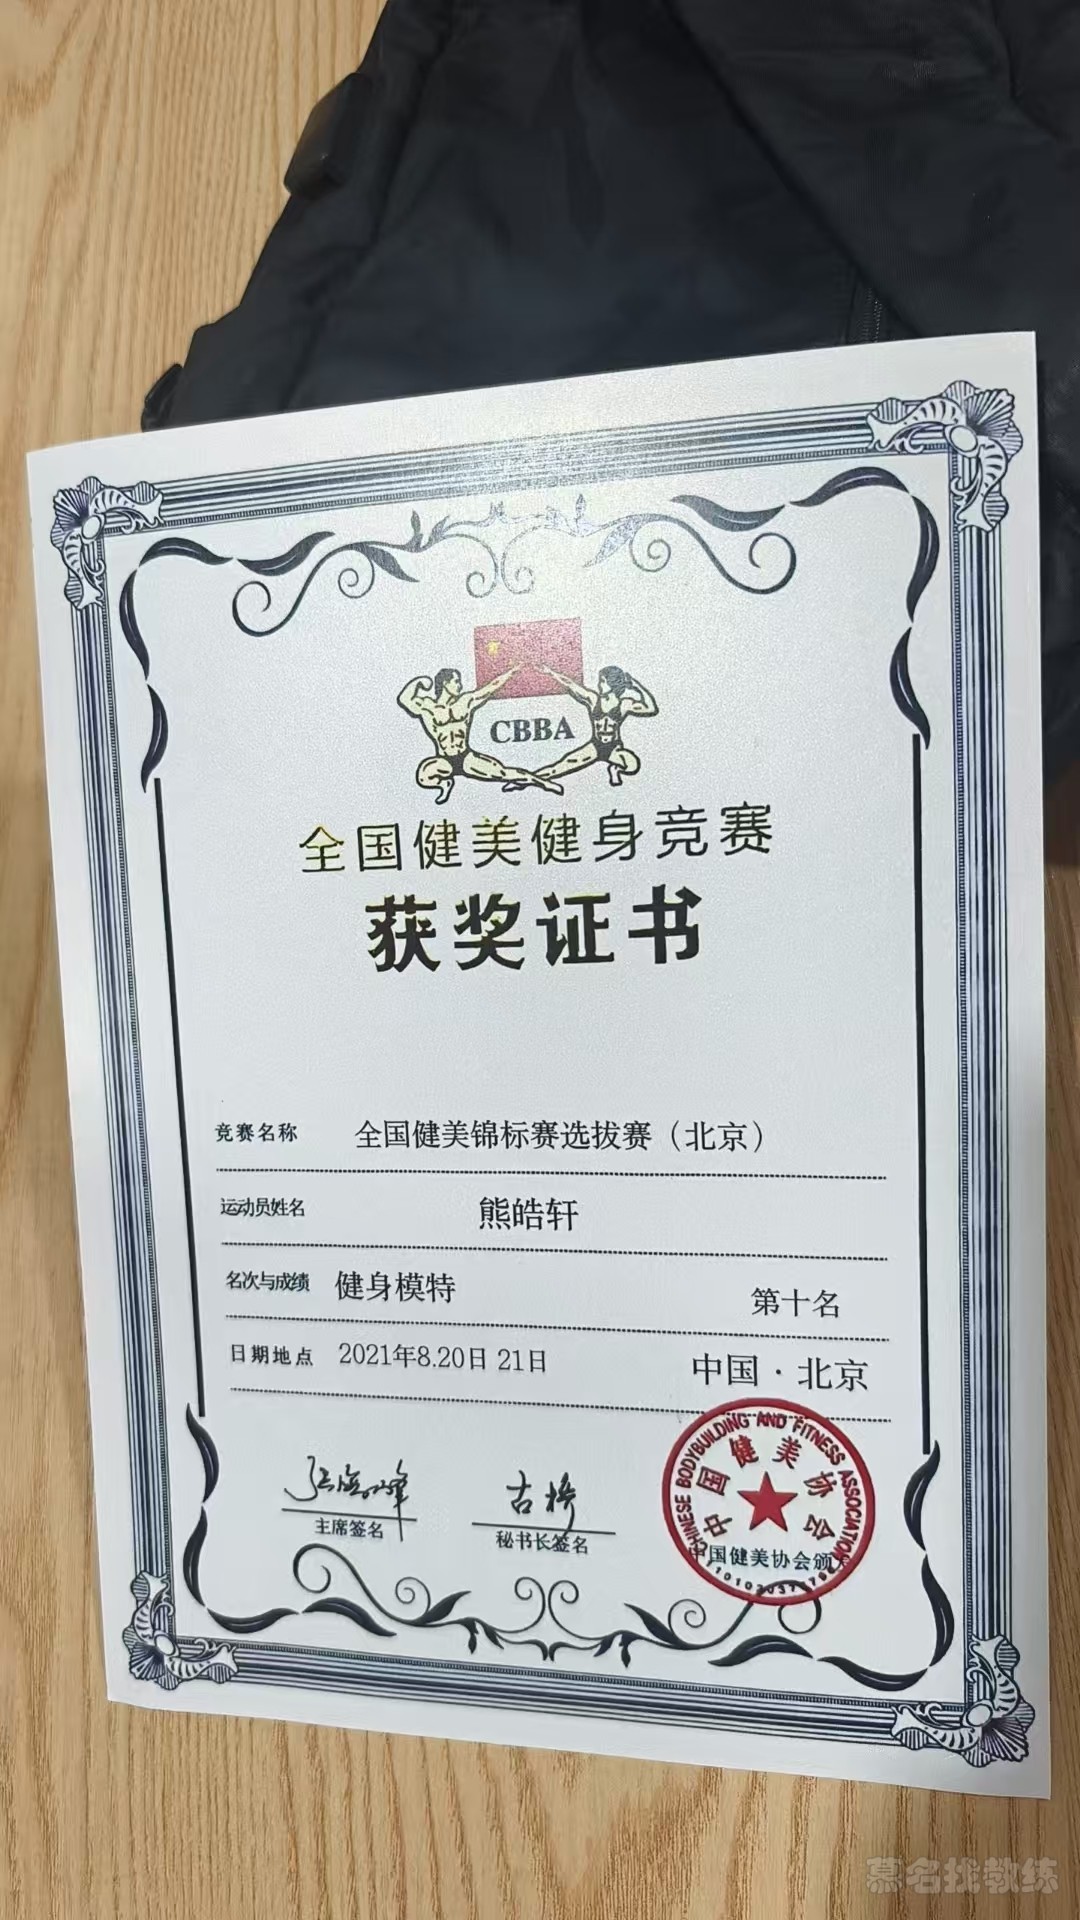 CBBA
全国健美健身竞赛
获奖证书
竞赛名称 全国健美锦标赛选拔赛（北京）
运动员姓名 熊皓轩
名次与成绩 健身模特 第十名
日期地点 2021年8.20日 21日 中国·北京
主席签名
古桥
秘书长签名
CHINESE BODYBUILDING AND FITNESS ASSOCIATION
中国健美协会
中国健美协会颁
慕名找教练